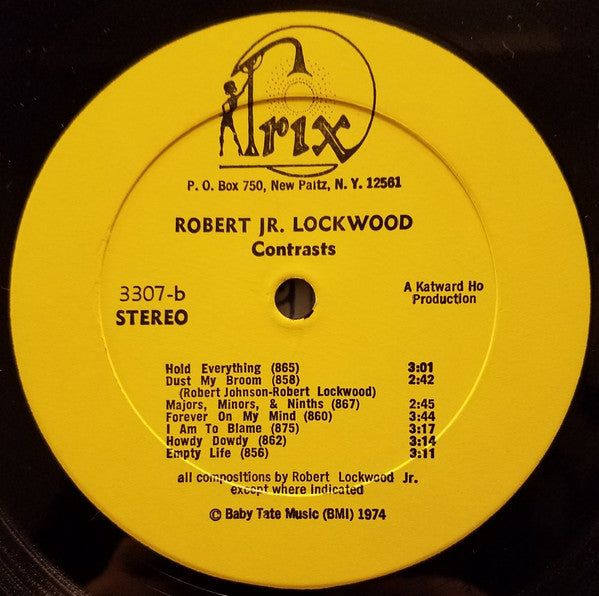 Trix
P. O. Box 750, New Paltz, N. Y. 12561
ROBERT JR. LOCKWOOD
Contrasts
3307-b
STEREO
A Katward Ho
Production
Hold Everything (865) 3:01
Dust My Broom (858) 2:42
(Robert Johnson-Robert Lockwood)
Majors, Minors, & Ninths (867) 2:45
Forever On My Mind (860) 3:44
I Am To Blame (875) 3:17
Howdy Dowdy (862) 3:14
Empty Life (856) 3:11
all compositions by Robert Lockwood Jr.
except where indicated
© Baby Tate Music (BMI) 1974